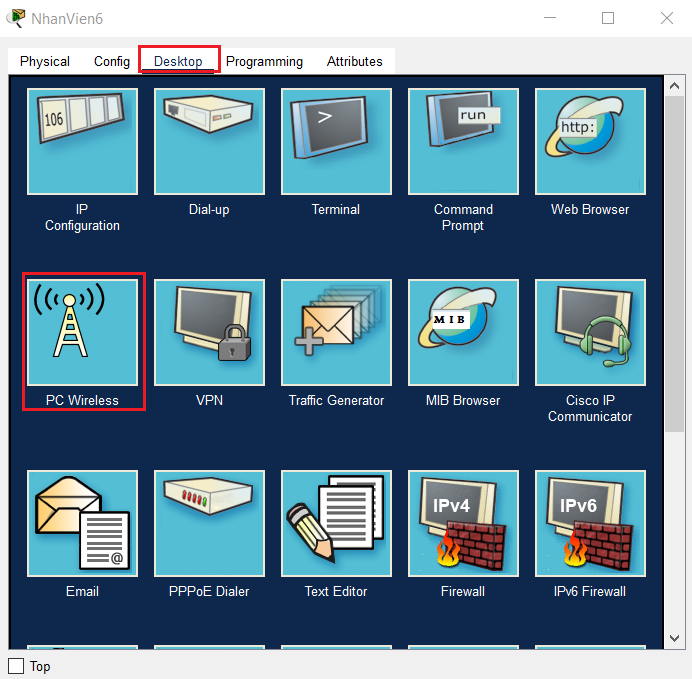 NhanVien6
Physical Config Desktop Programming Attributes
106
>
run
http:
IP
Configuration
Dial-up
Terminal
Command
Prompt
Web Browser
MIB
PC Wireless
VPN
Traffic Generator
MIB Browser
Cisco IP
Communicator
@
IPv4
IPv6
Email
PPPoE Dialer
Text Editor
Firewall
IPv6 Firewall
Top